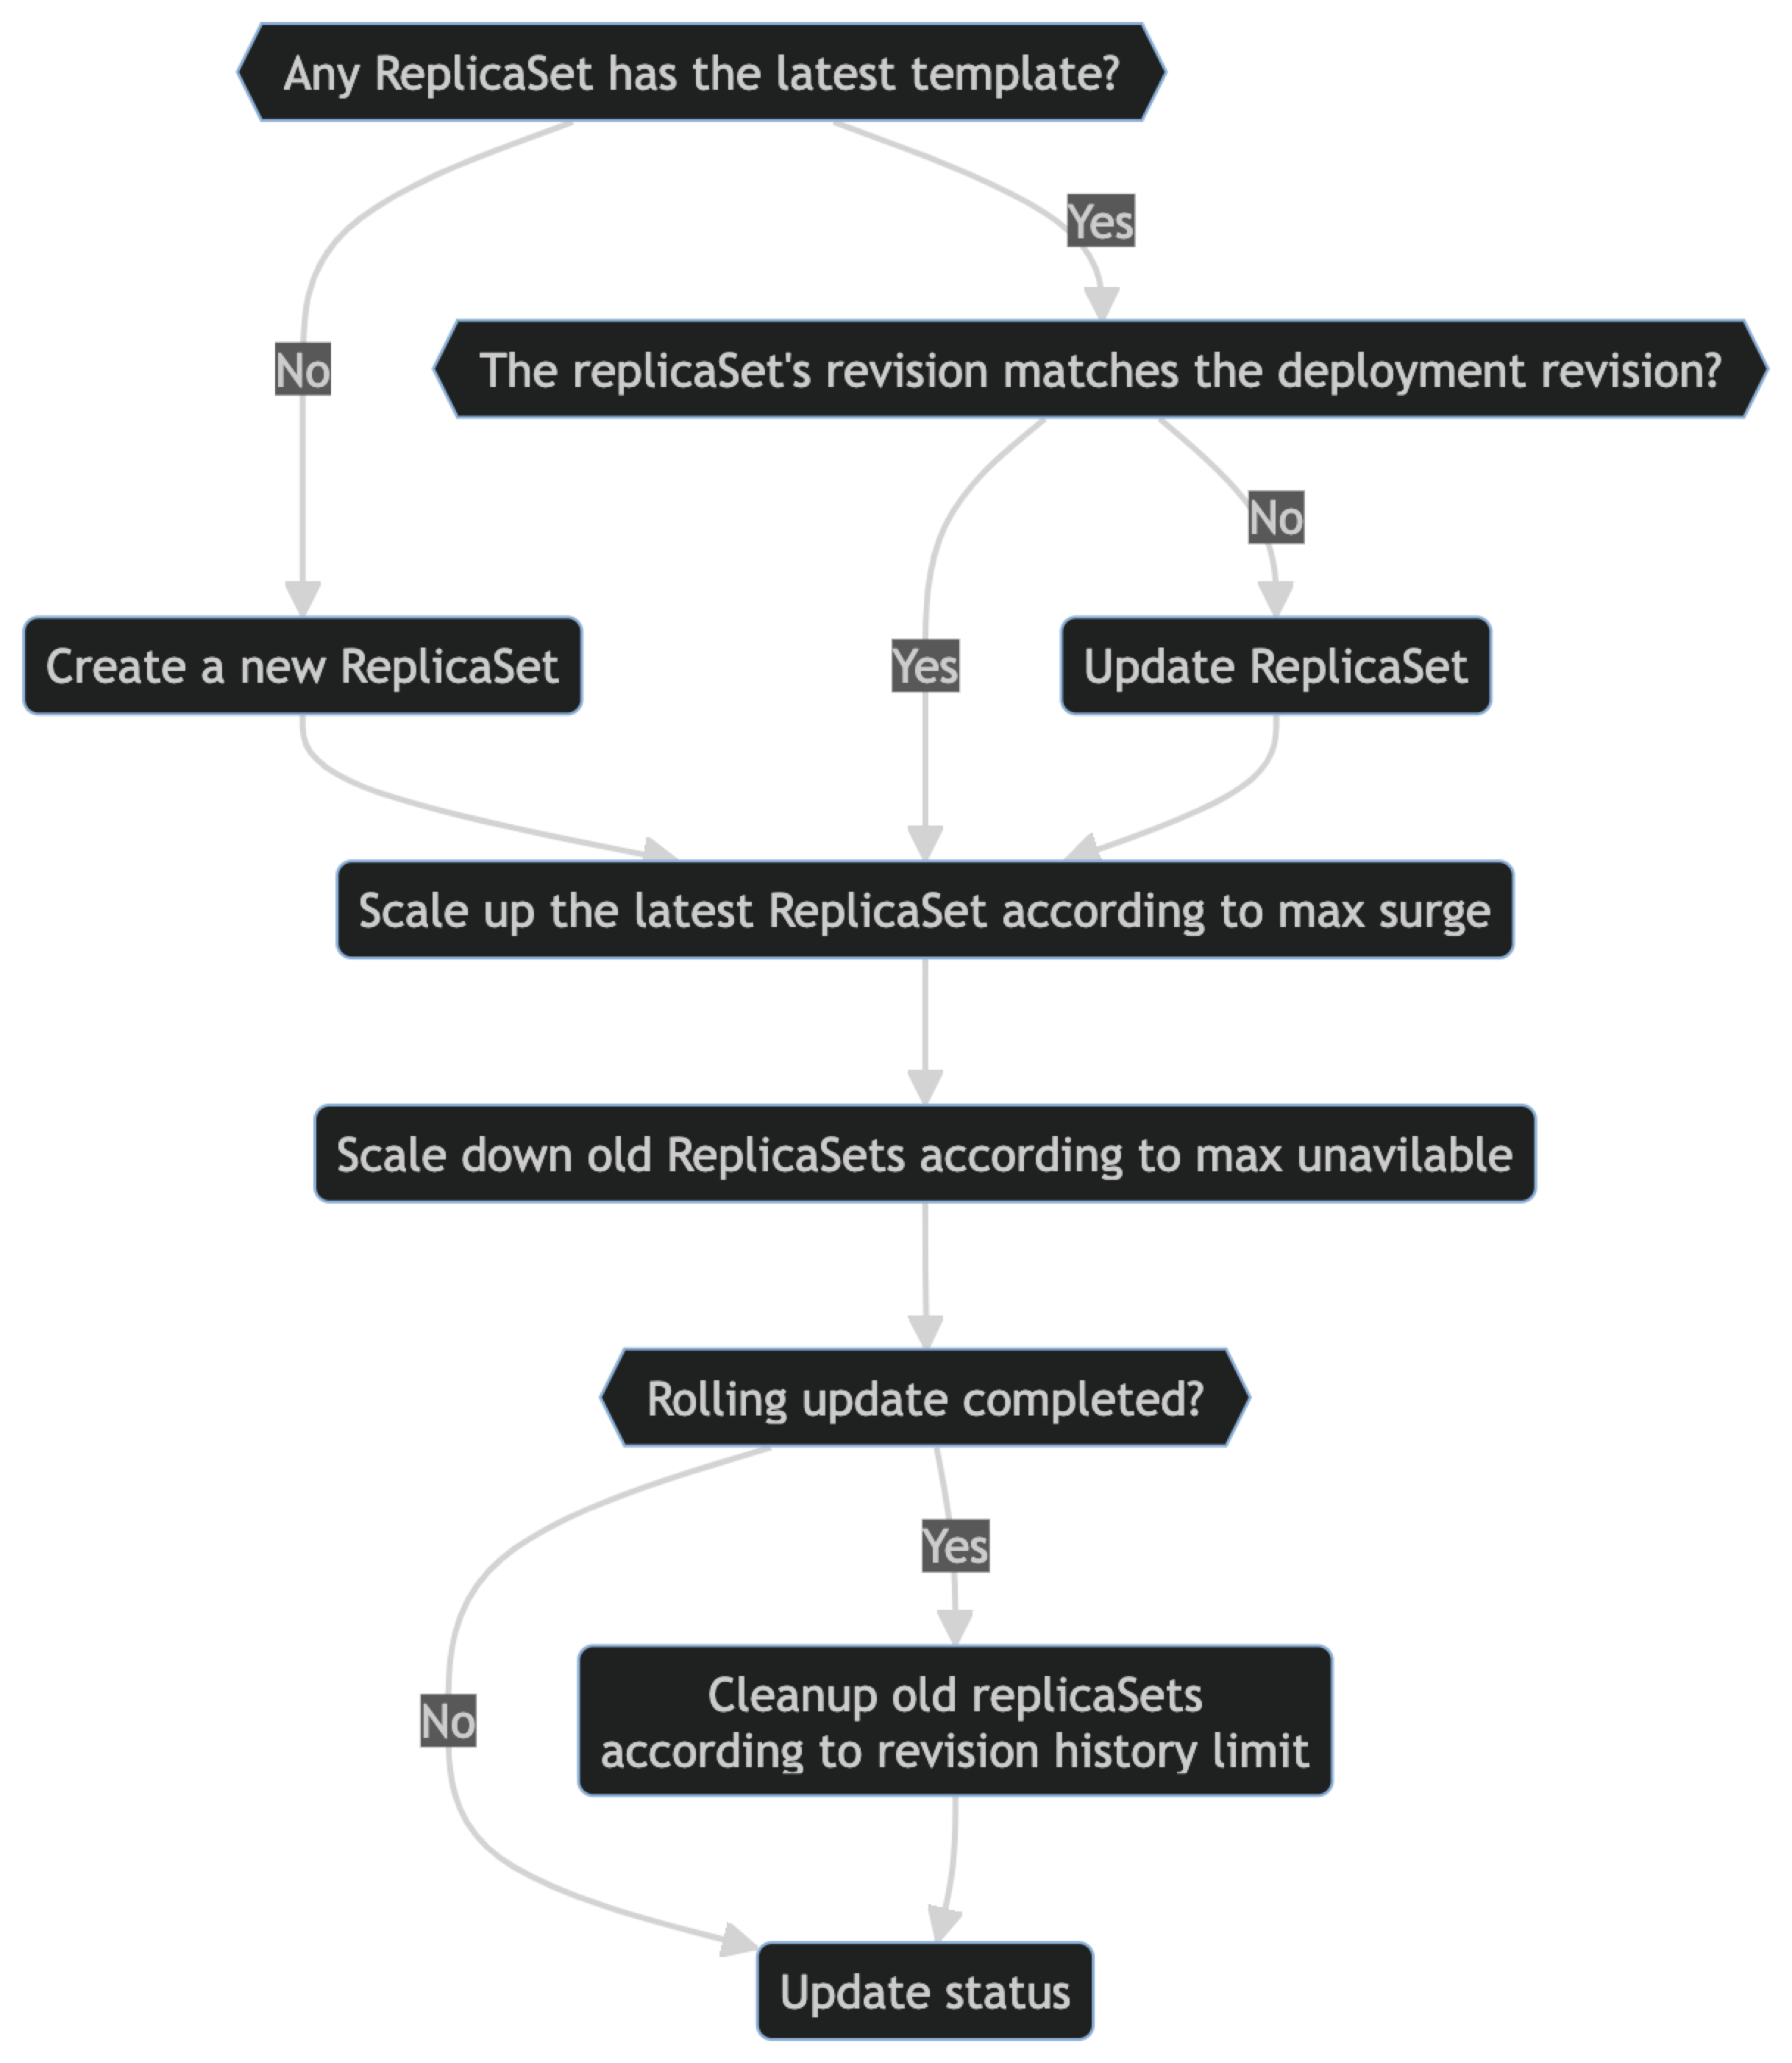 Any ReplicaSet has the latest template?
Yes
No
The replicaSet's revision matches the deployment revision?
No
Create a new ReplicaSet
Yes
Update ReplicaSet
Scale up the latest ReplicaSet according to max surge
Scale down old ReplicaSets according to max unavilable
Rolling update completed?
Yes
No
Cleanup old replicaSets
according to revision history limit
Update status